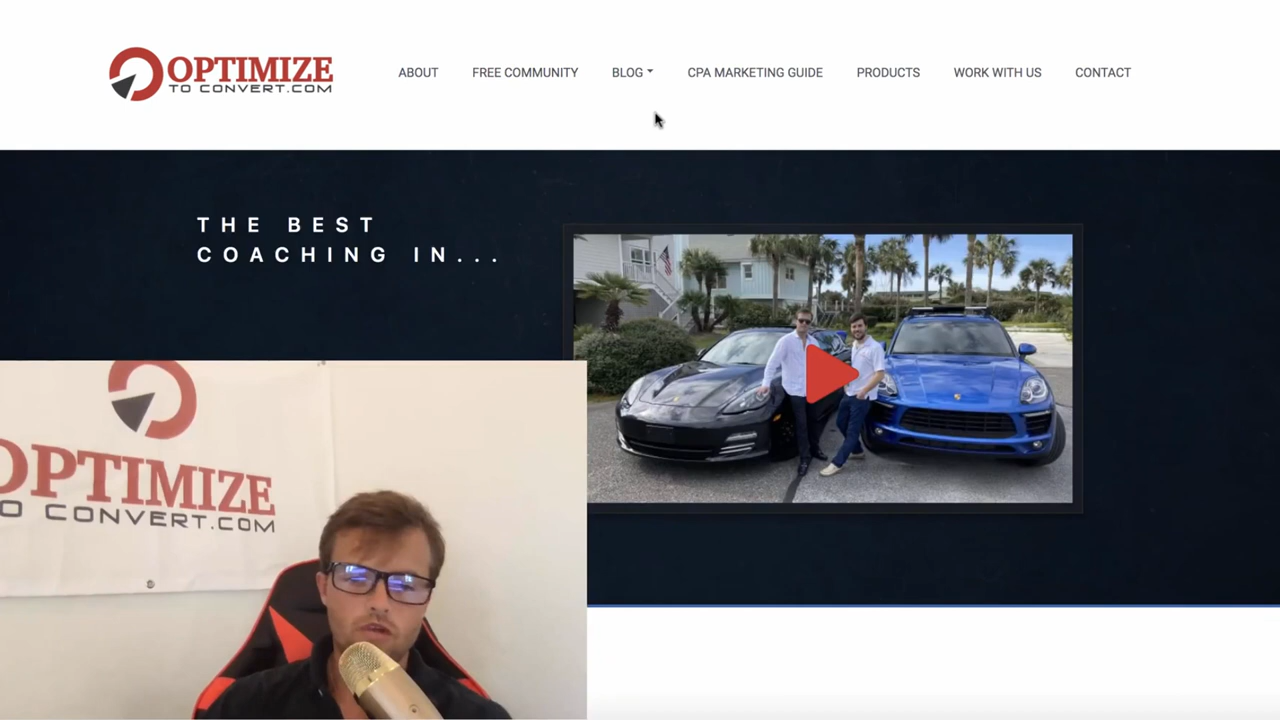 OPTIMIZE
TO CONVERT.COM
ABOUT
FREE COMMUNITY
BLOG
CPA MARKETING GUIDE
PRODUCTS
WORK WITH US
CONTACT
THE BEST
COACHING IN...
OPTIMIZE
TO CONVERT.COM